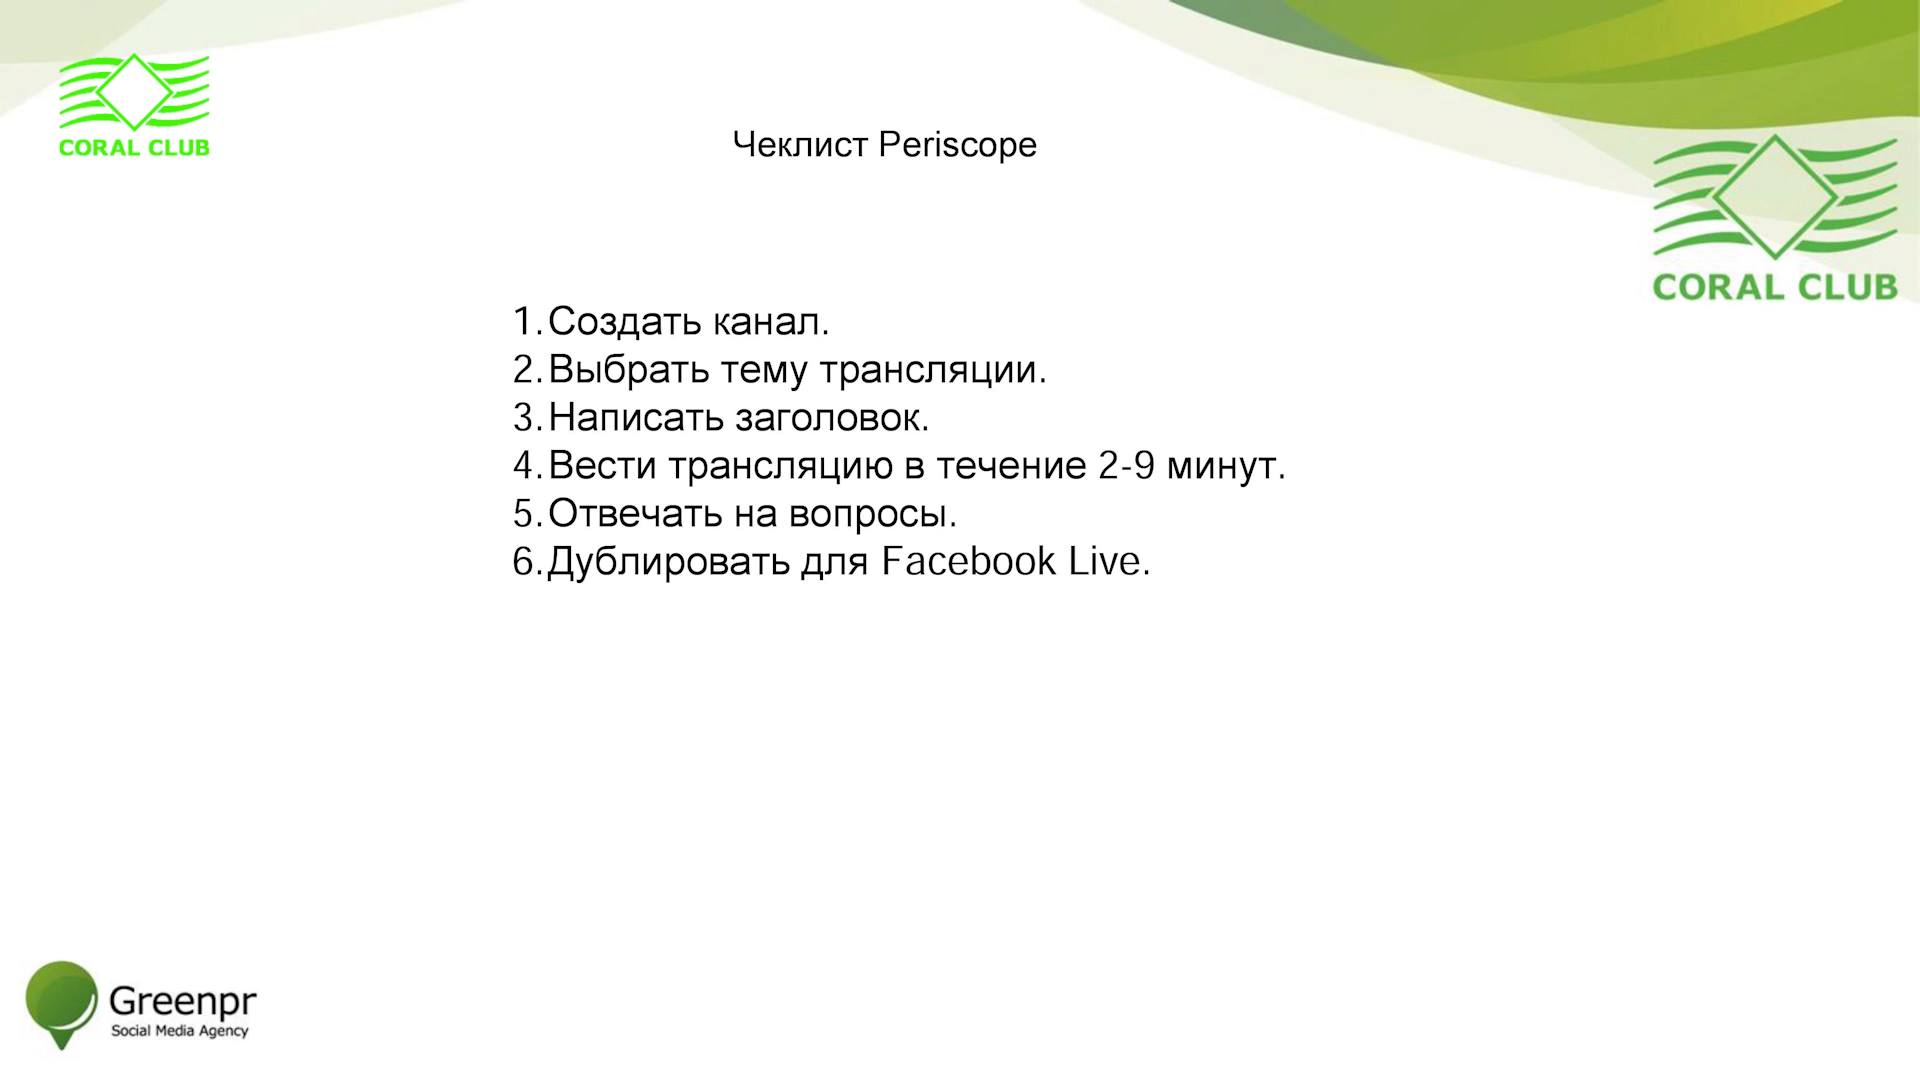 CORAL CLUB
Чеклист Periscope
CORAL CLUB
1.Создать канал.
2.Выбрать тему трансляции.
3.Написать заголовок.
4.Вести трансляцию в течение 2-9 минут.
5.Отвечать на вопросы.
6.Дублировать для Facebook Live.
Greenpr
Social Media Agency